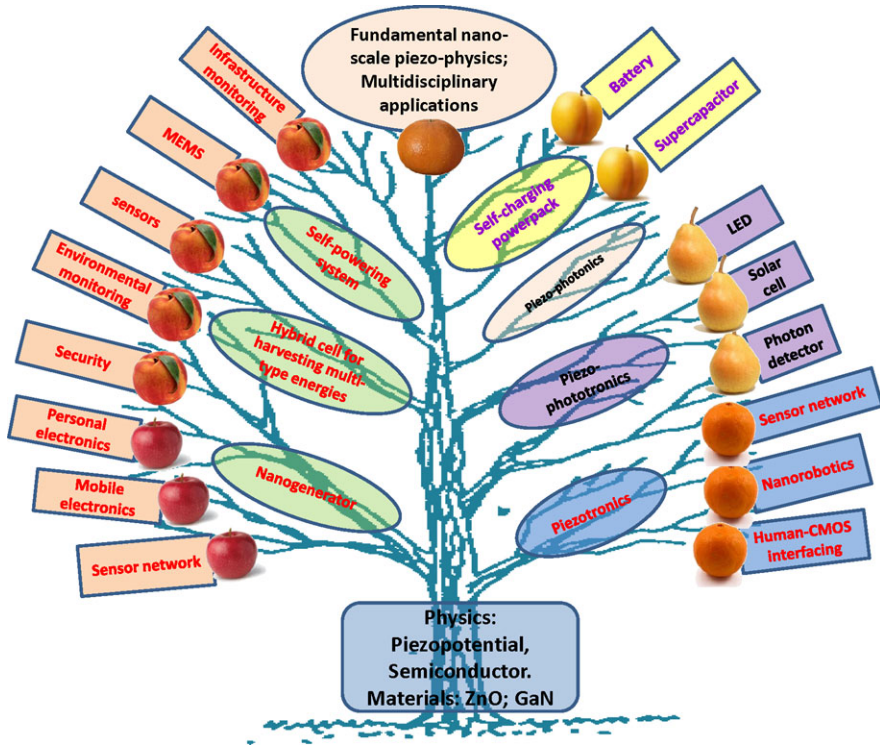 Fundamental nano-
scale piezo-physics;
Multidisciplinary
applications
Infrastructure
monitoring
MEMS
sensors
Environmental
monitoring
Security
Personal
electronics
Mobile
electronics
Sensor network
Self-powering
system
Hybrid cell for
harvesting multi-
type energies
Nanogenerator
Battery
Supercapacitor
Self-charging
powerpack
Piezo-photonics
LED
Solar
cell
Piezo-
phototronics
Photon
detector
Sensor network
Nanorobotics
Piezotronics
Human-CMOS
interfacing
Physics:
Piezopotential,
Semiconductor.
Materials: ZnO; GaN